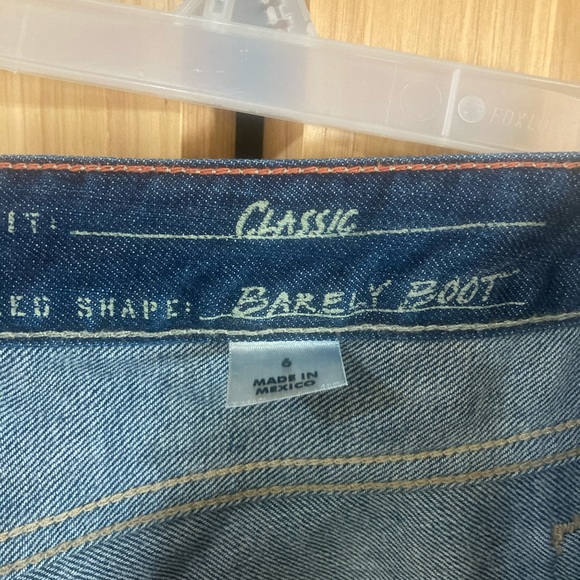 IT: CLASSIC
ED SHAPE: BARELY BOOT
6
MADE IN
MEXICO